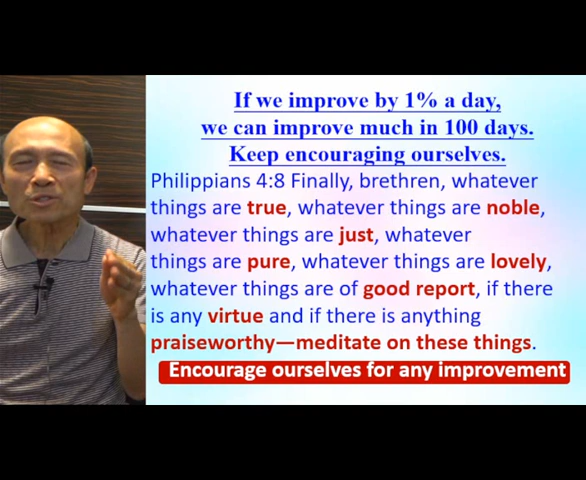 If we improve by 1% a day,
we can improve much in 100 days.
Keep encouraging ourselves.
Philippians 4:8 Finally, brethren, whatever
things are true, whatever things are noble,
whatever things are just, whatever
things are pure, whatever things are lovely,
whatever things are of good report, if there
is any virtue and if there is anything
praiseworthy—meditate on these things.
Encourage ourselves for any improvement